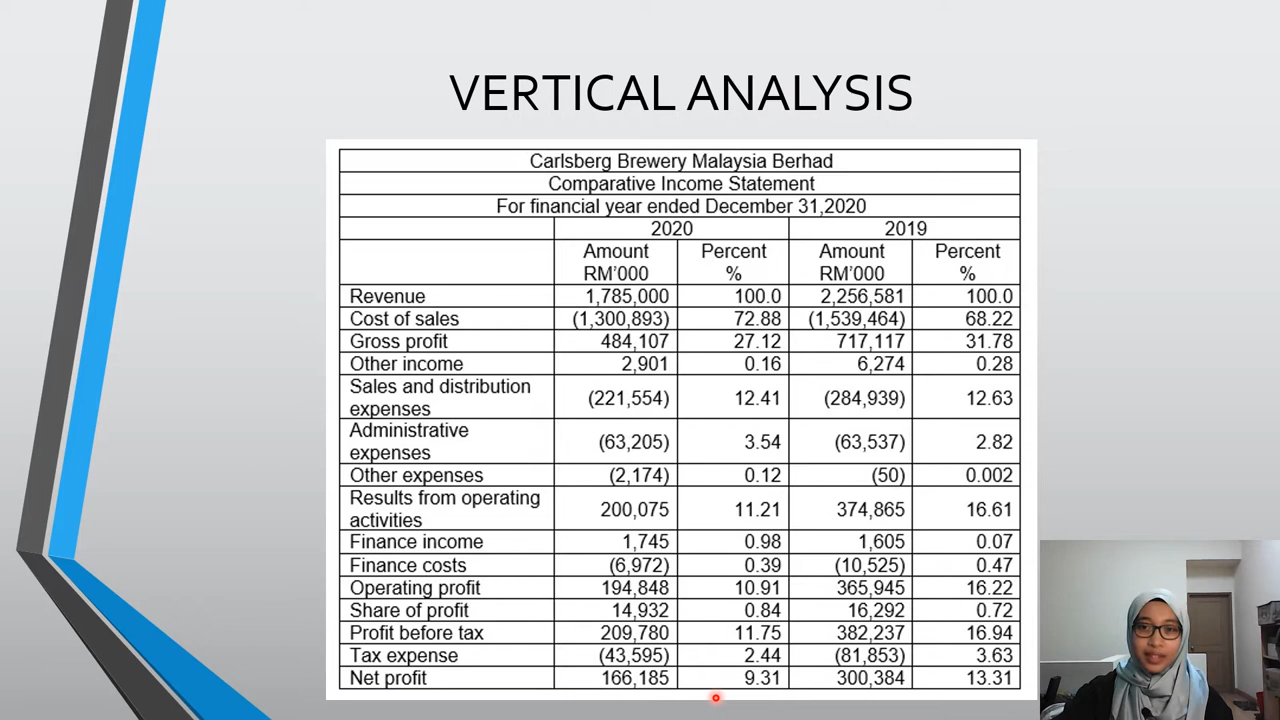 VERTICAL ANALYSIS
Carlsberg Brewery Malaysia Berhad
Comparative Income Statement
For financial year ended December 31,2020
2020 2019
Amount RM'000 Percent % Amount RM'000 Percent %
Revenue 1,785,000 100.0 2,256,581 100.0
Cost of sales (1,300,893) 72.88 (1,539,464) 68.22
Gross profit 484,107 27.12 717,117 31.78
Other income 2,901 0.16 6,274 0.28
Sales and distribution expenses (221,554) 12.41 (284,939) 12.63
Administrative expenses (63,205) 3.54 (63,537) 2.82
Other expenses (2,174) 0.12 (50) 0.002
Results from operating activities 200,075 11.21 374,865 16.61
Finance income 1,745 0.98 1,605 0.07
Finance costs (6,972) 0.39 (10,525) 0.47
Operating profit 194,848 10.91 365,945 16.22
Share of profit 14,932 0.84 16,292 0.72
Profit before tax 209,780 11.75 382,237 16.94
Tax expense (43,595) 2.44 (81,853) 3.63
Net profit 166,185 9.31 300,384 13.31